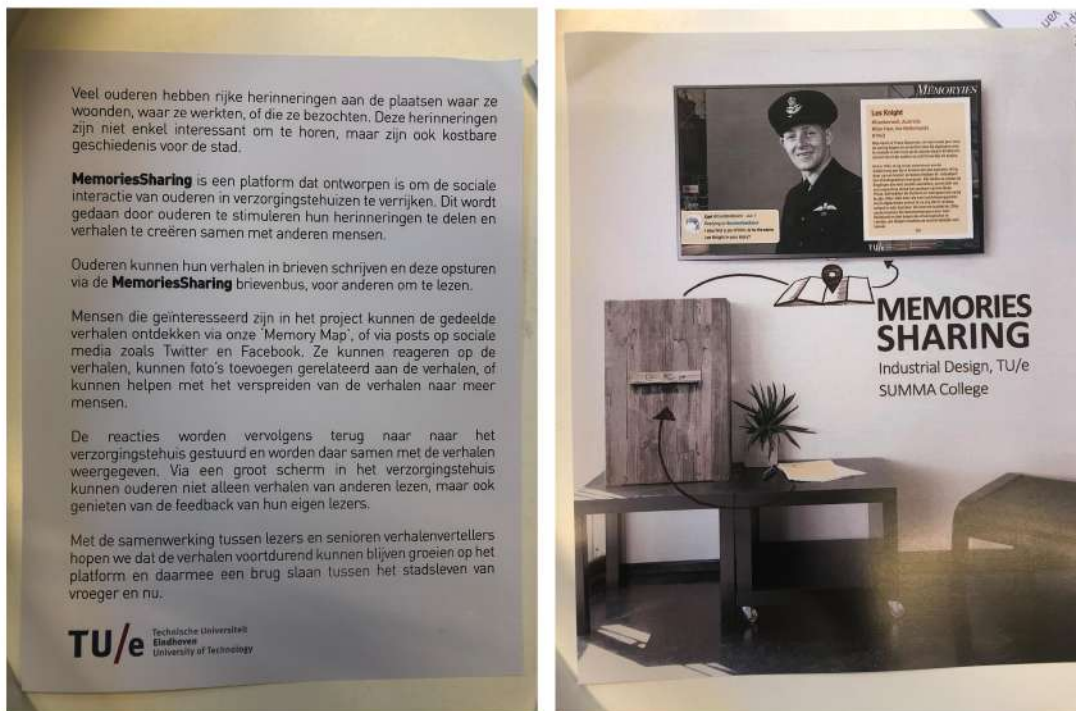 Veel ouderen hebben rijke herinneringen aan de plaatsen waar ze
woonden, waar ze werkten, of die ze bezochten. Deze herinneringen
zijn niet enkel interessant om te horen, maar zijn ook kostbare
geschiedenis voor de stad.
MemoriesSharing is een platform dat ontworpen is om de sociale
interactie van ouderen in verzorgingstehuizen te verrijken. Dit wordt
gedaan door ouderen te stimuleren hun herinneringen te delen en
verhalen te creëren samen met anderen mensen.
Ouderen kunnen hun verhalen in brieven schrijven en deze opsturen
via de MemoriesSharing brievenbus, voor anderen om te lezen.
Mensen die geïnteresseerd zijn in het project kunnen de gedeelde
verhalen ontdekken via onze 'Memory Map', of via posts op sociale
media zoals Twitter en Facebook. Ze kunnen reageren op de
verhalen, kunnen foto's toevoegen gerelateerd aan de verhalen, of
kunnen helpen met het verspreiden van de verhalen naar meer
mensen.
De reacties worden vervolgens terug naar naar het
verzorgingstehuis gestuurd en worden daar samen met de verhalen
weergegeven. Via een groot scherm in het verzorgingstehuis
kunnen ouderen niet alleen verhalen van anderen lezen, maar ook
genieten van de feedback van hun eigen lezers.
Met de samenwerking tussen lezers en senioren verhalenvertellers
hopen we dat de verhalen voortdurend kunnen blijven groeien op het
platform en daarmee een brug slaan tussen het stadsleven van
vroeger en nu.
TU/e
Technische Universiteit
Eindhoven
University of Technology
van
MEMORYIES
Les Knight
TU/e
MEMORIES
SHARING
Industrial Design, TU/e
SUMMA College